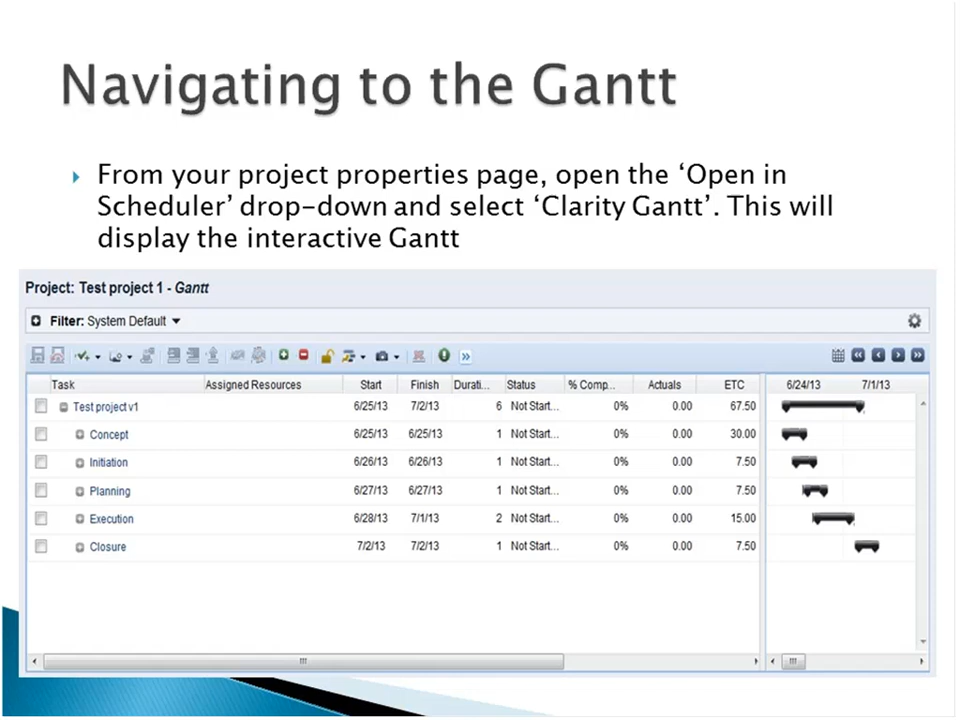 Navigating to the Gantt
From your project properties page, open the ‘Open in
Scheduler’ drop-down and select ‘Clarity Gantt’. This will
display the interactive Gantt
Project: Test project 1 - Gantt
Filter: System Default
Task Assigned Resources Start Finish Durati... Status % Comp... Actuals ETC 6/24/13 7/1/13
Test project v1 6/25/13 7/2/13 6 Not Start... 0% 0.00 67.50
Concept 6/25/13 6/25/13 1 Not Start... 0% 0.00 30.00
Initiation 6/26/13 6/26/13 1 Not Start... 0% 0.00 7.50
Planning 6/27/13 6/27/13 1 Not Start... 0% 0.00 7.50
Execution 6/28/13 7/1/13 2 Not Start... 0% 0.00 15.00
Closure 7/2/13 7/2/13 1 Not Start... 0% 0.00 7.50